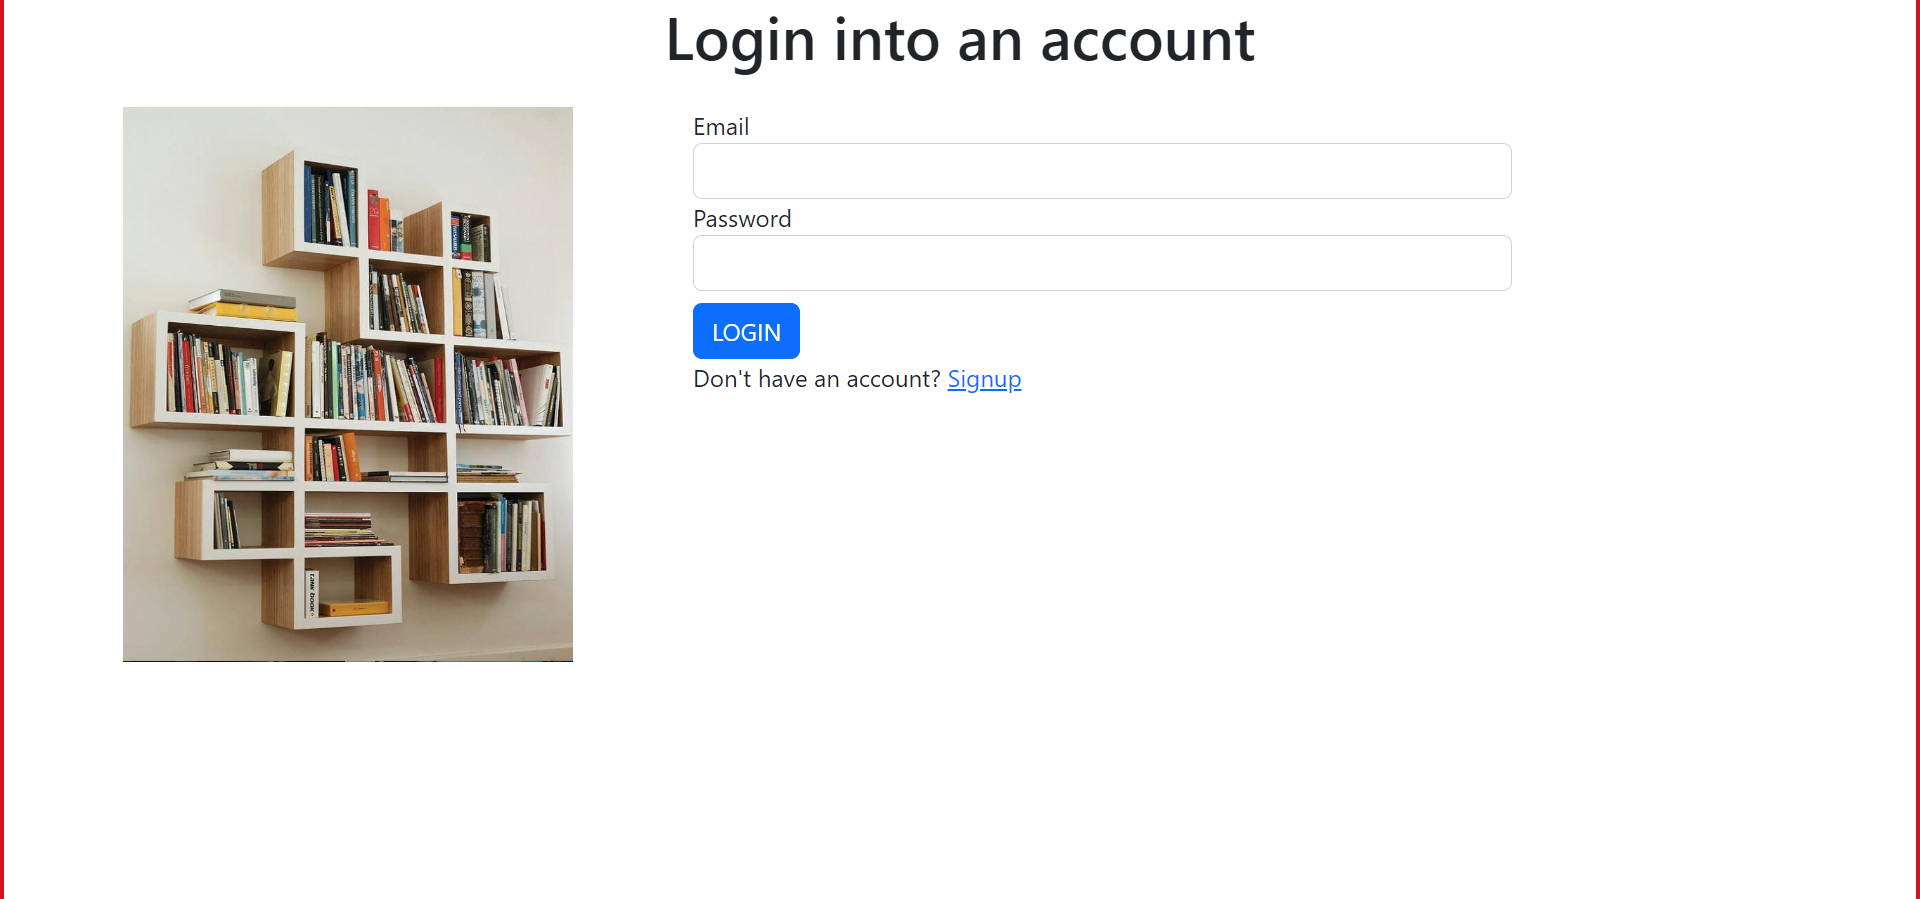 Login into an account
Email
Password
LOGIN
Don't have an account? Signup